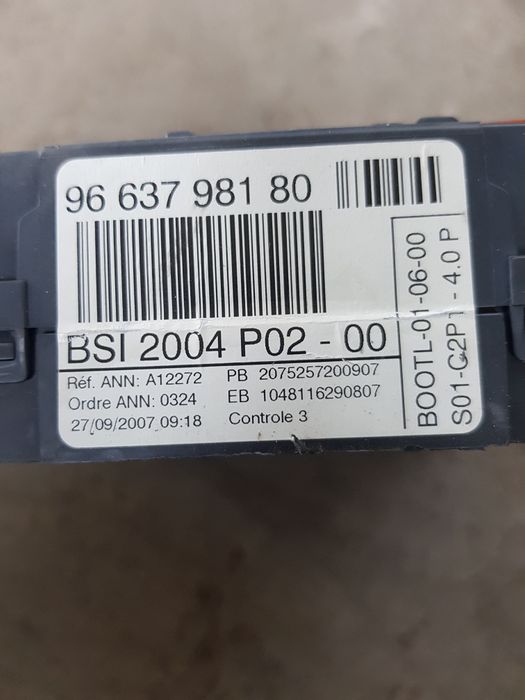 96 637 981 80
BSI 2004 P02 - 00
Réf. ANN: A12272 PB 2075257200907
Ordre ANN: 0324 EB 1048116290807
27/09/2007 09:18 Controle 3
BOOTL-01-06-00
S01-C2P1 - 4.0 P